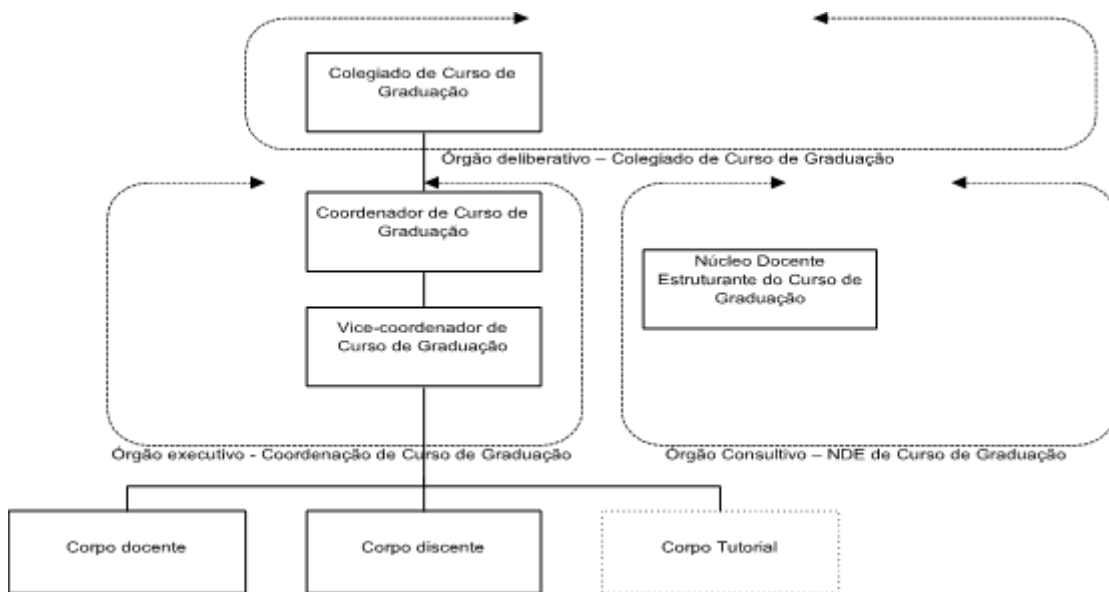 Colegiado de Curso de
Graduação
Órgão deliberativo – Colegiado de Curso de Graduação
Coordenador de Curso de
Graduação
Núcleo Docente
Estruturante do Curso de
Graduação
Vice-coordenador de
Curso de Graduação
Órgão executivo - Coordenação de Curso de Graduação
Órgão Consultivo – NDE de Curso de Graduação
Corpo docente
Corpo discente
Corpo Tutorial